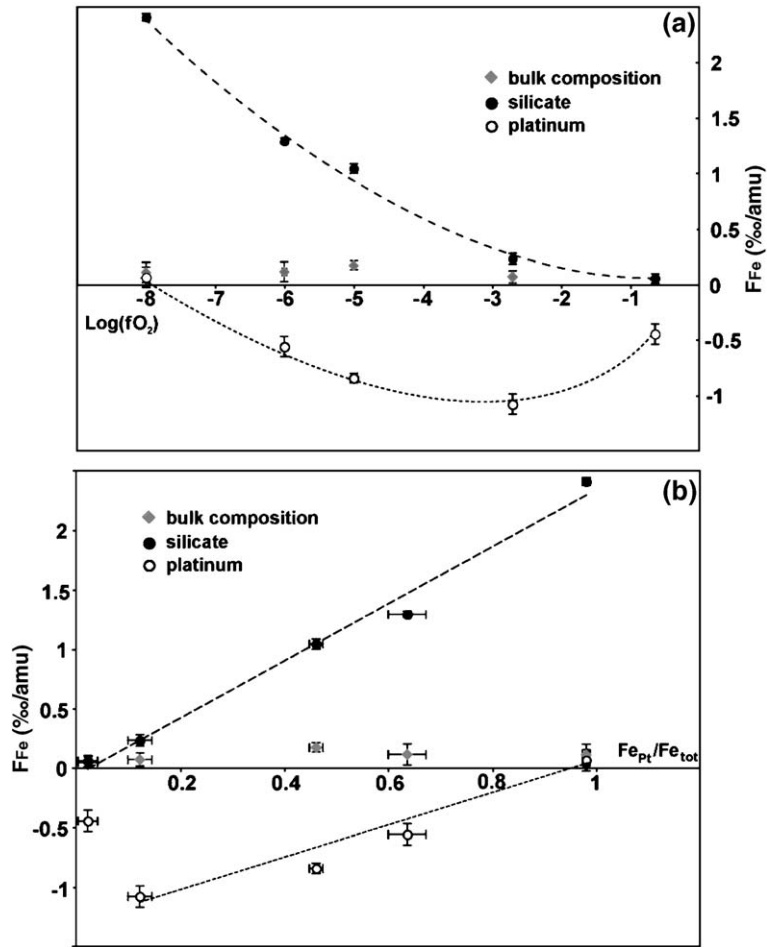 (a)
2
bulk composition
silicate
1.5
platinum
1
0.5
0
-8 -7 -6 -5 -4 -3 -2 -1
Log(fO2)
-0.5
-1
FFe (‰/amu)
(b)
bulk composition
2
silicate
platinum
1.5
1
0.5
FePt/Fetot
0
0.2 0.4 0.6 0.8 1
-0.5
-1
FFe (‰/amu)